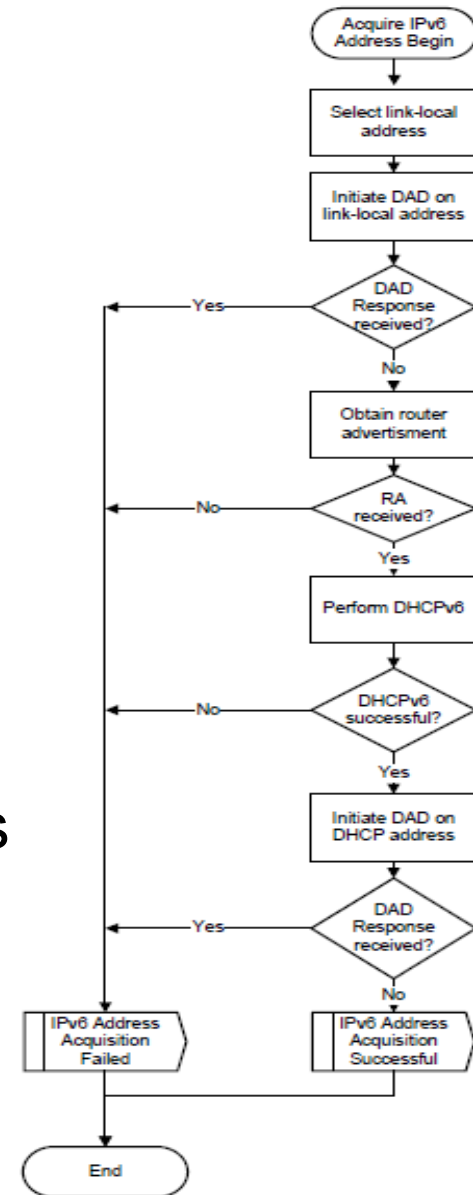 Acquire IPv6
Address Begin
Select link-local
address
Initiate DAD on
link-local address
DAD
Response
received?
Yes
No
Obtain router
advertisment
RA
received?
No
Yes
Perform DHCPv6
DHCPv6
successful?
No
Yes
s
Initiate DAD on
DHCP address
DAD
Response
received?
Yes
No
IPv6 Address
Acquisition
Failed
IPv6 Address
Acquisition
Successful
End